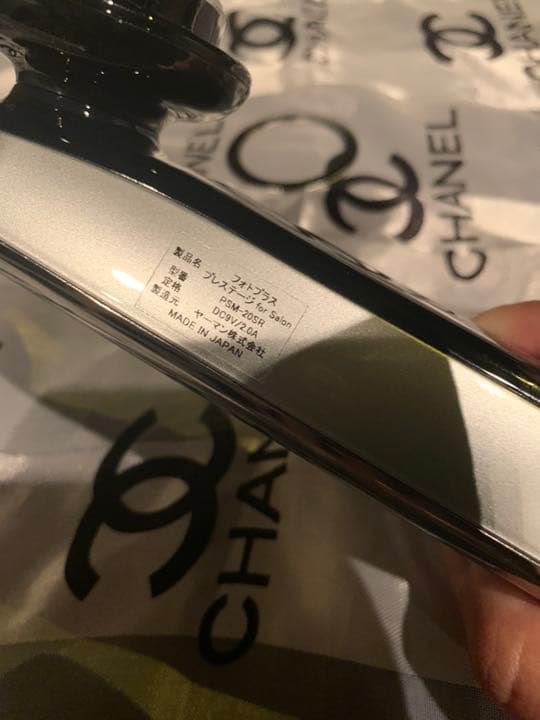 CHANEL
CHANEL
製品名 フォトプラス
プレステージ for Salon
型番 PSM-20SR
定格 DC9V/2.0A
製造元 ヤーマン株式会社
MADE IN JAPAN
CHANEL